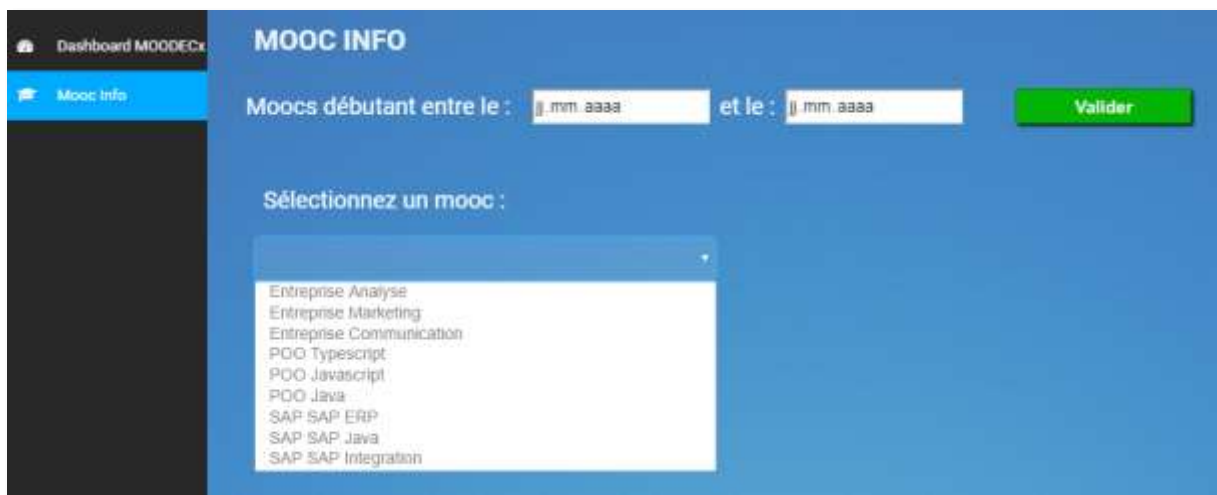 Dashboard MOODECx
MOOC INFO
Mooc Info
Moocs débutant entre le : jj.mm.aaaa et le : jj.mm.aaaa Valider
Sélectionnez un mooc :
Entreprise Analyse
Entreprise Marketing
Entreprise Communication
POO Typescript
POO Javascript
POO Java
SAP SAP ERP
SAP SAP Java
SAP SAP Integration